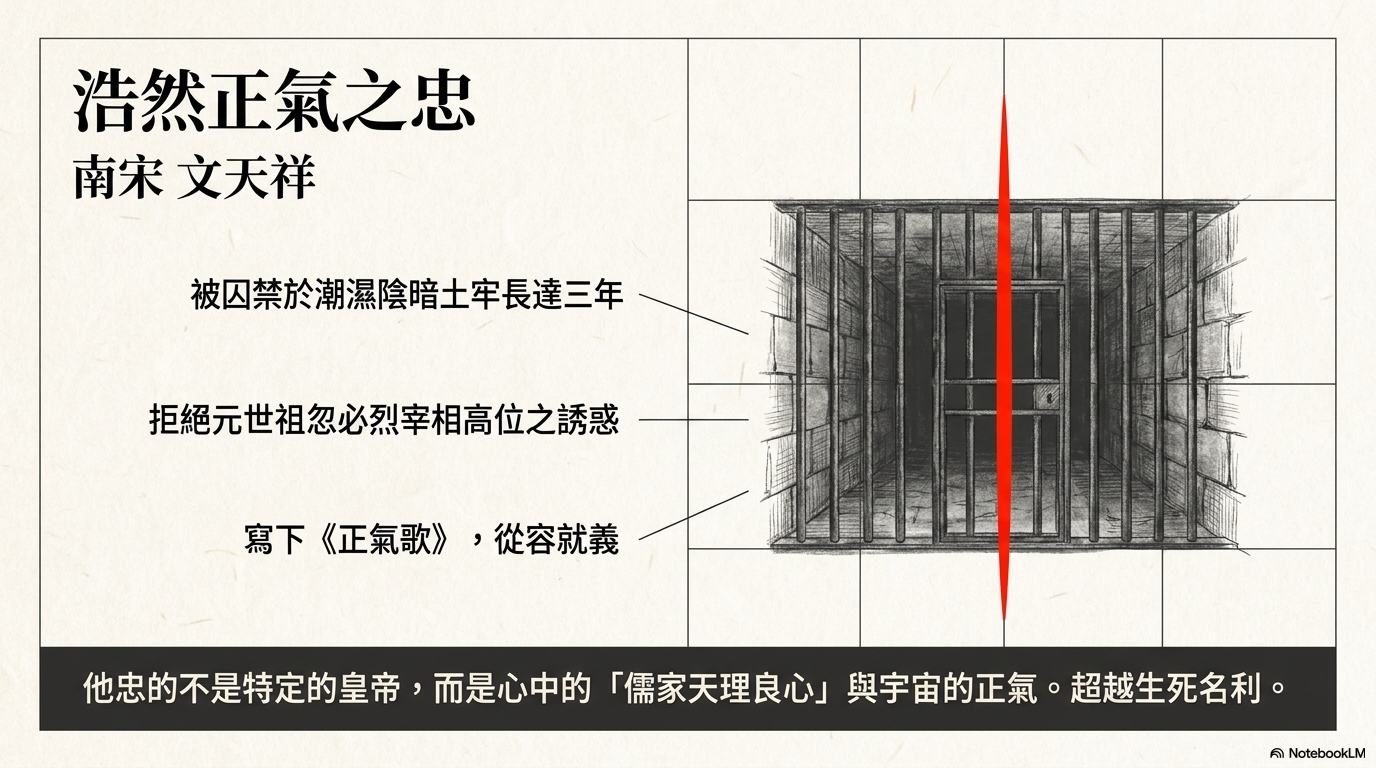 浩然正氣之忠
南宋 文天祥
被囚禁於潮濕陰暗土牢長達三年
拒絕元世祖忽必烈宰相高位之誘惑
寫下《正氣歌》，從容就義
他忠的不是特定的皇帝，而是心中的「儒家天理良心」與宇宙的正氣。超越生死名利。
NotebookLM